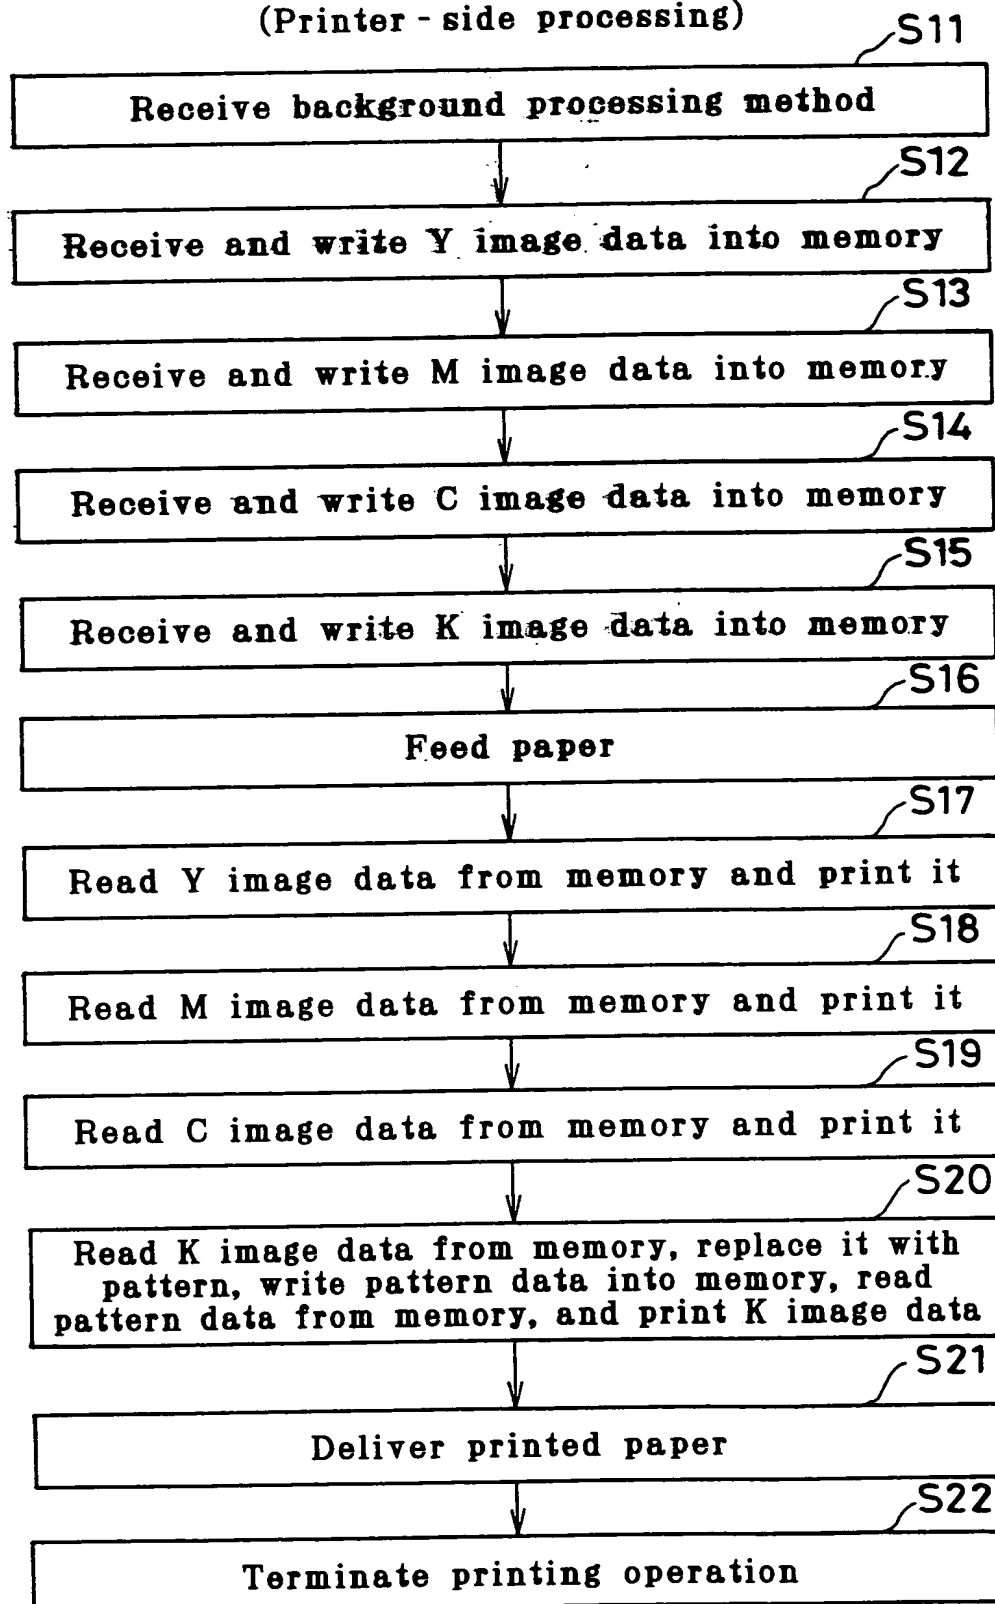 (Printer-side processing)
S11
Receive background processing method
S12
Receive and write Y image data into memory
S13
Receive and write M image data into memory
S14
Receive and write C image data into memory
S15
Receive and write K image data into memory
S16
Feed paper
S17
Read Y image data from memory and print it
S18
Read M image data from memory and print it
S19
Read C image data from memory and print it
S20
Read K image data from memory, replace it with
pattern, write pattern data into memory, read
pattern data from memory, and print K image data
S21
Deliver printed paper
S22
Terminate printing operation